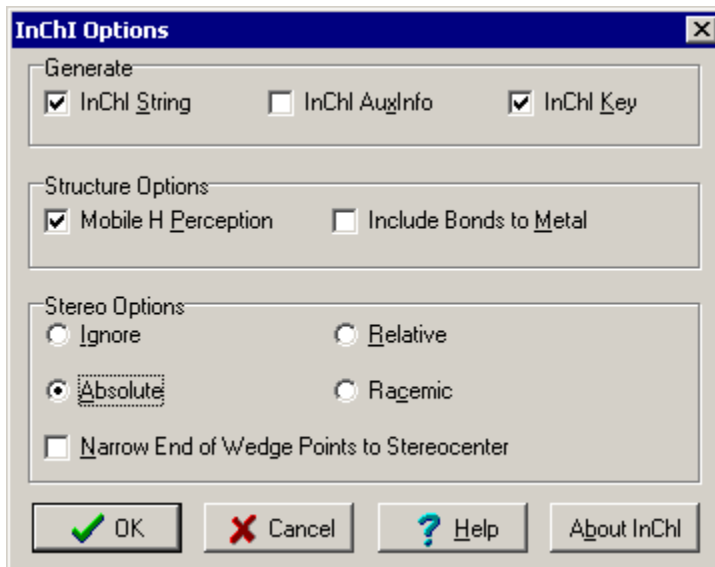 InChI Options
Generate
InChI String InChI AuxInfo InChI Key
Structure Options
Mobile H Perception Include Bonds to Metal
Stereo Options
Ignore Relative
Absolute Racemic
Narrow End of Wedge Points to Stereocenter
OK Cancel ? Help About InChI